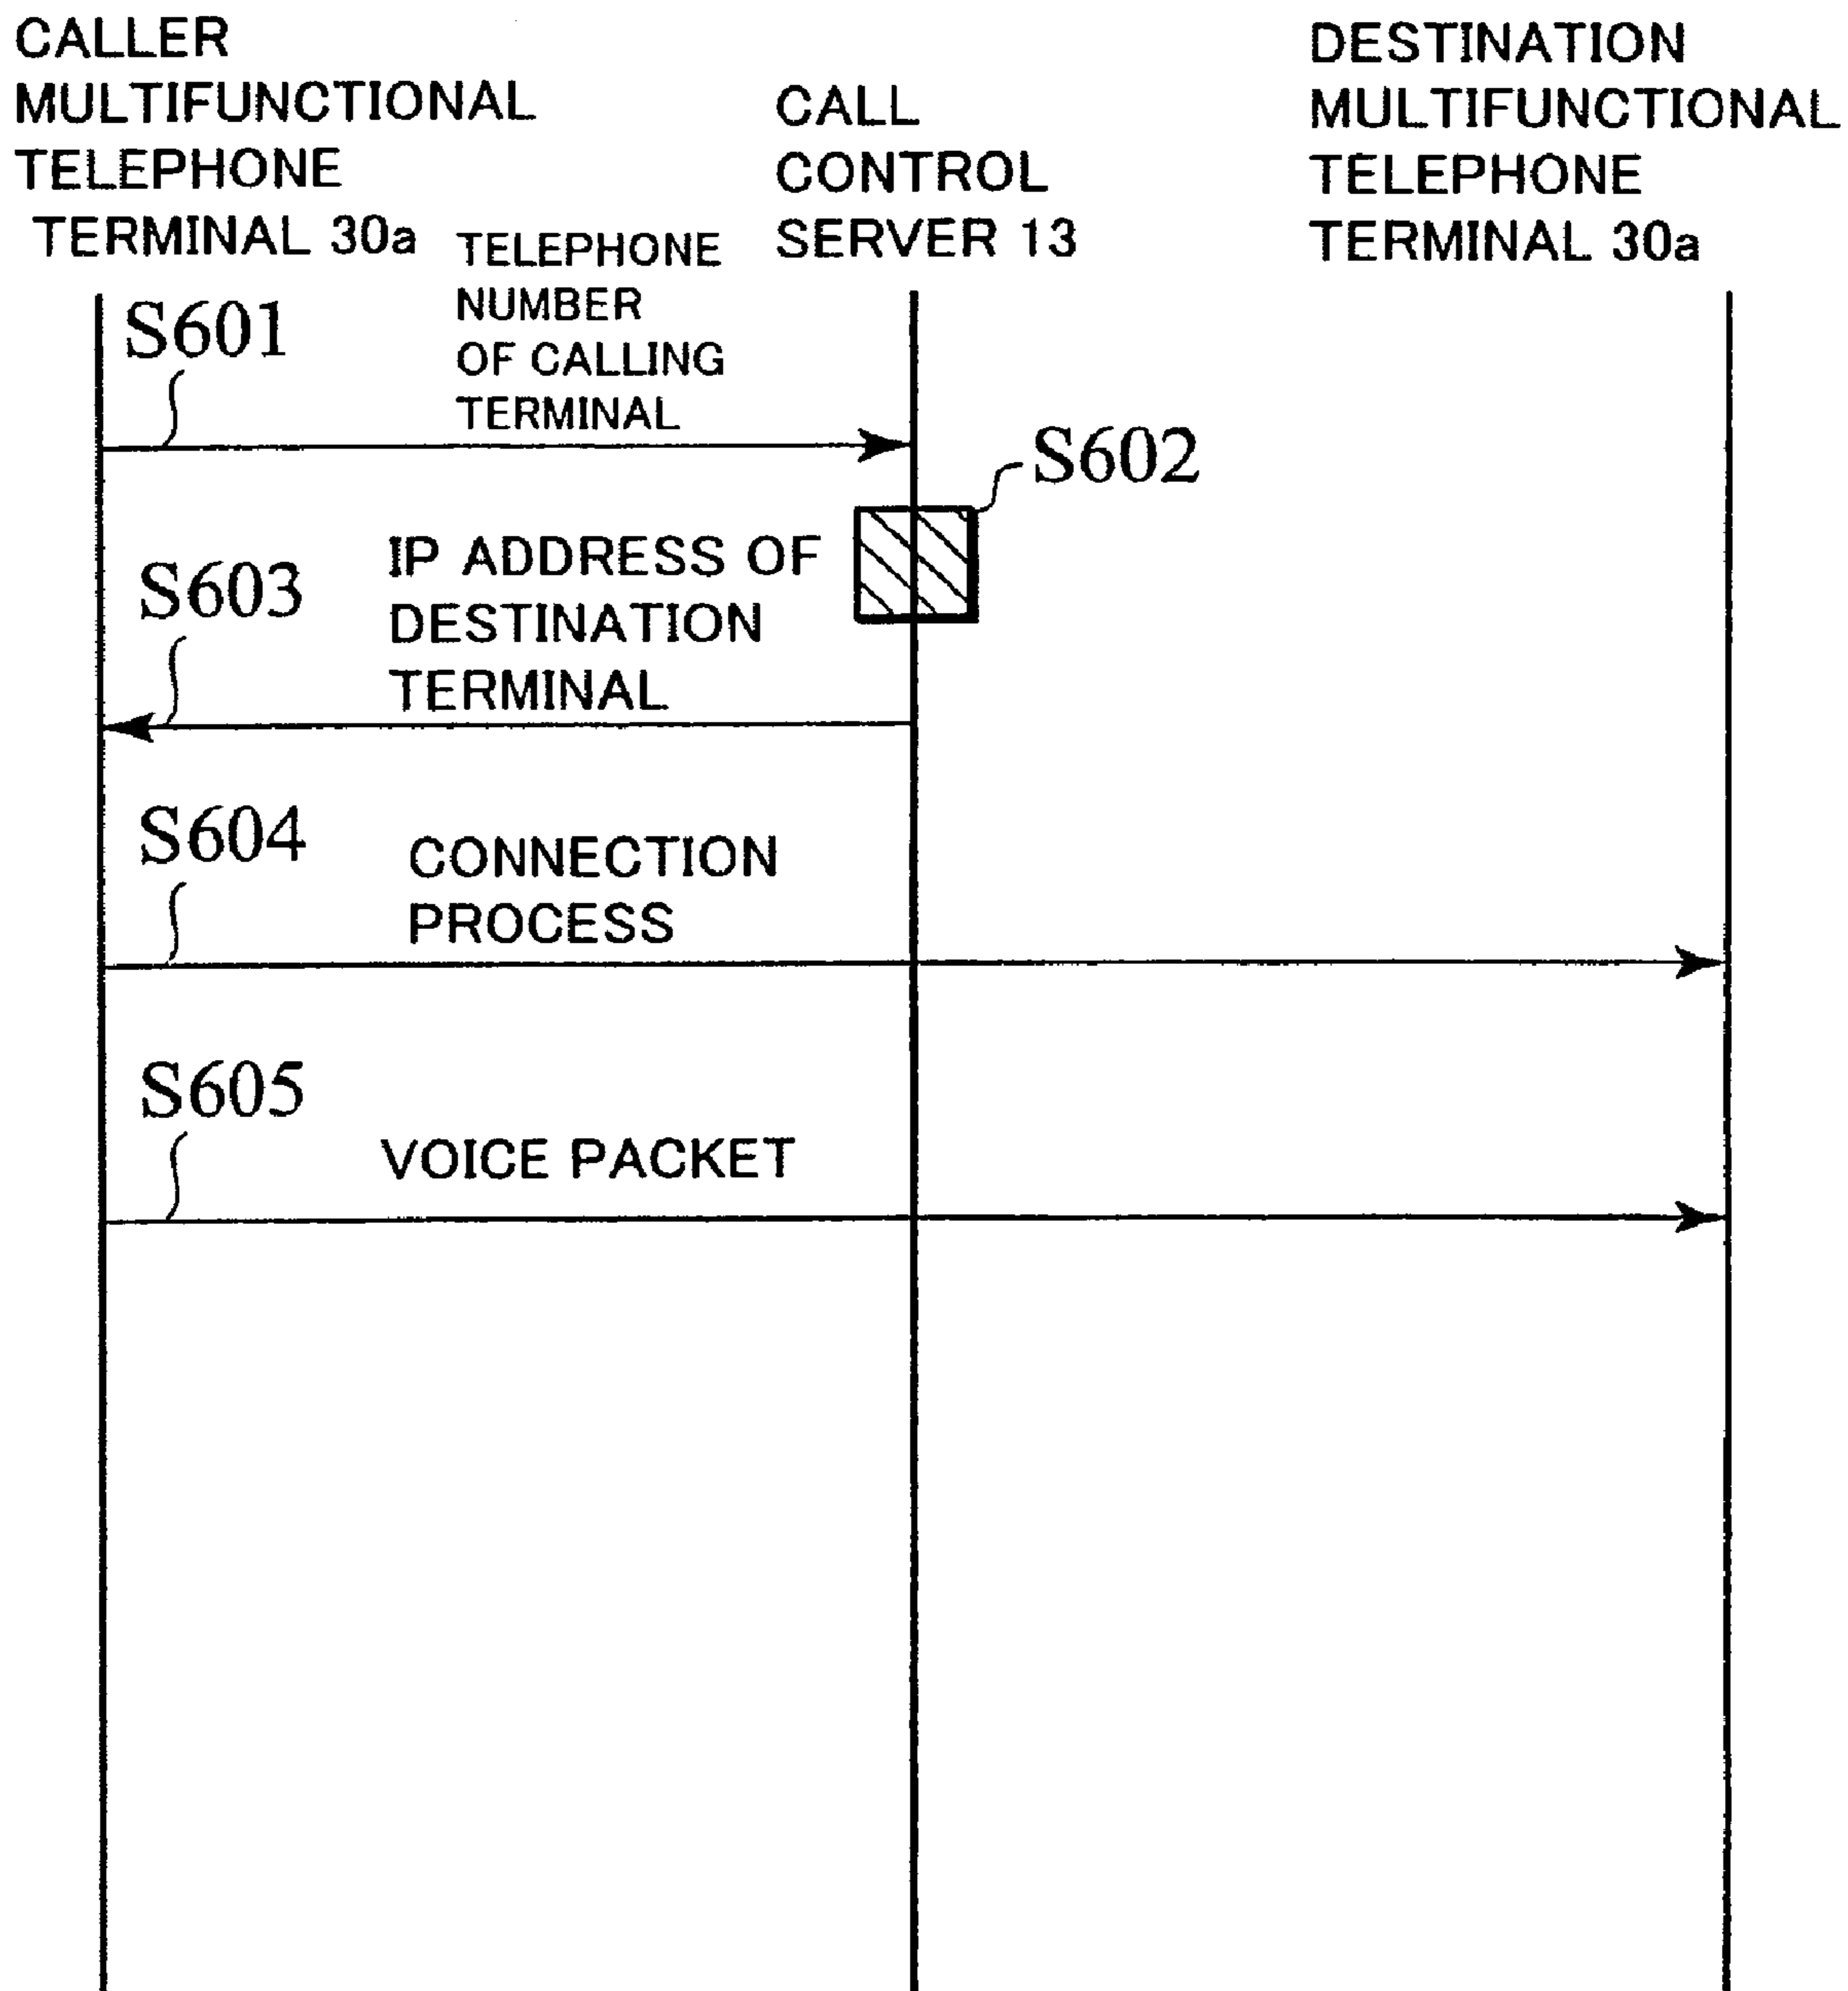 CALLER
MULTIFUNCTIONAL
TELEPHONE
TERMINAL 30a
CALL
CONTROL
SERVER 13
DESTINATION
MULTIFUNCTIONAL
TELEPHONE
TERMINAL 30a
S601
TELEPHONE
NUMBER
OF CALLING
TERMINAL
S602
S603
IP ADDRESS OF
DESTINATION
TERMINAL
S604
CONNECTION
PROCESS
S605
VOICE PACKET